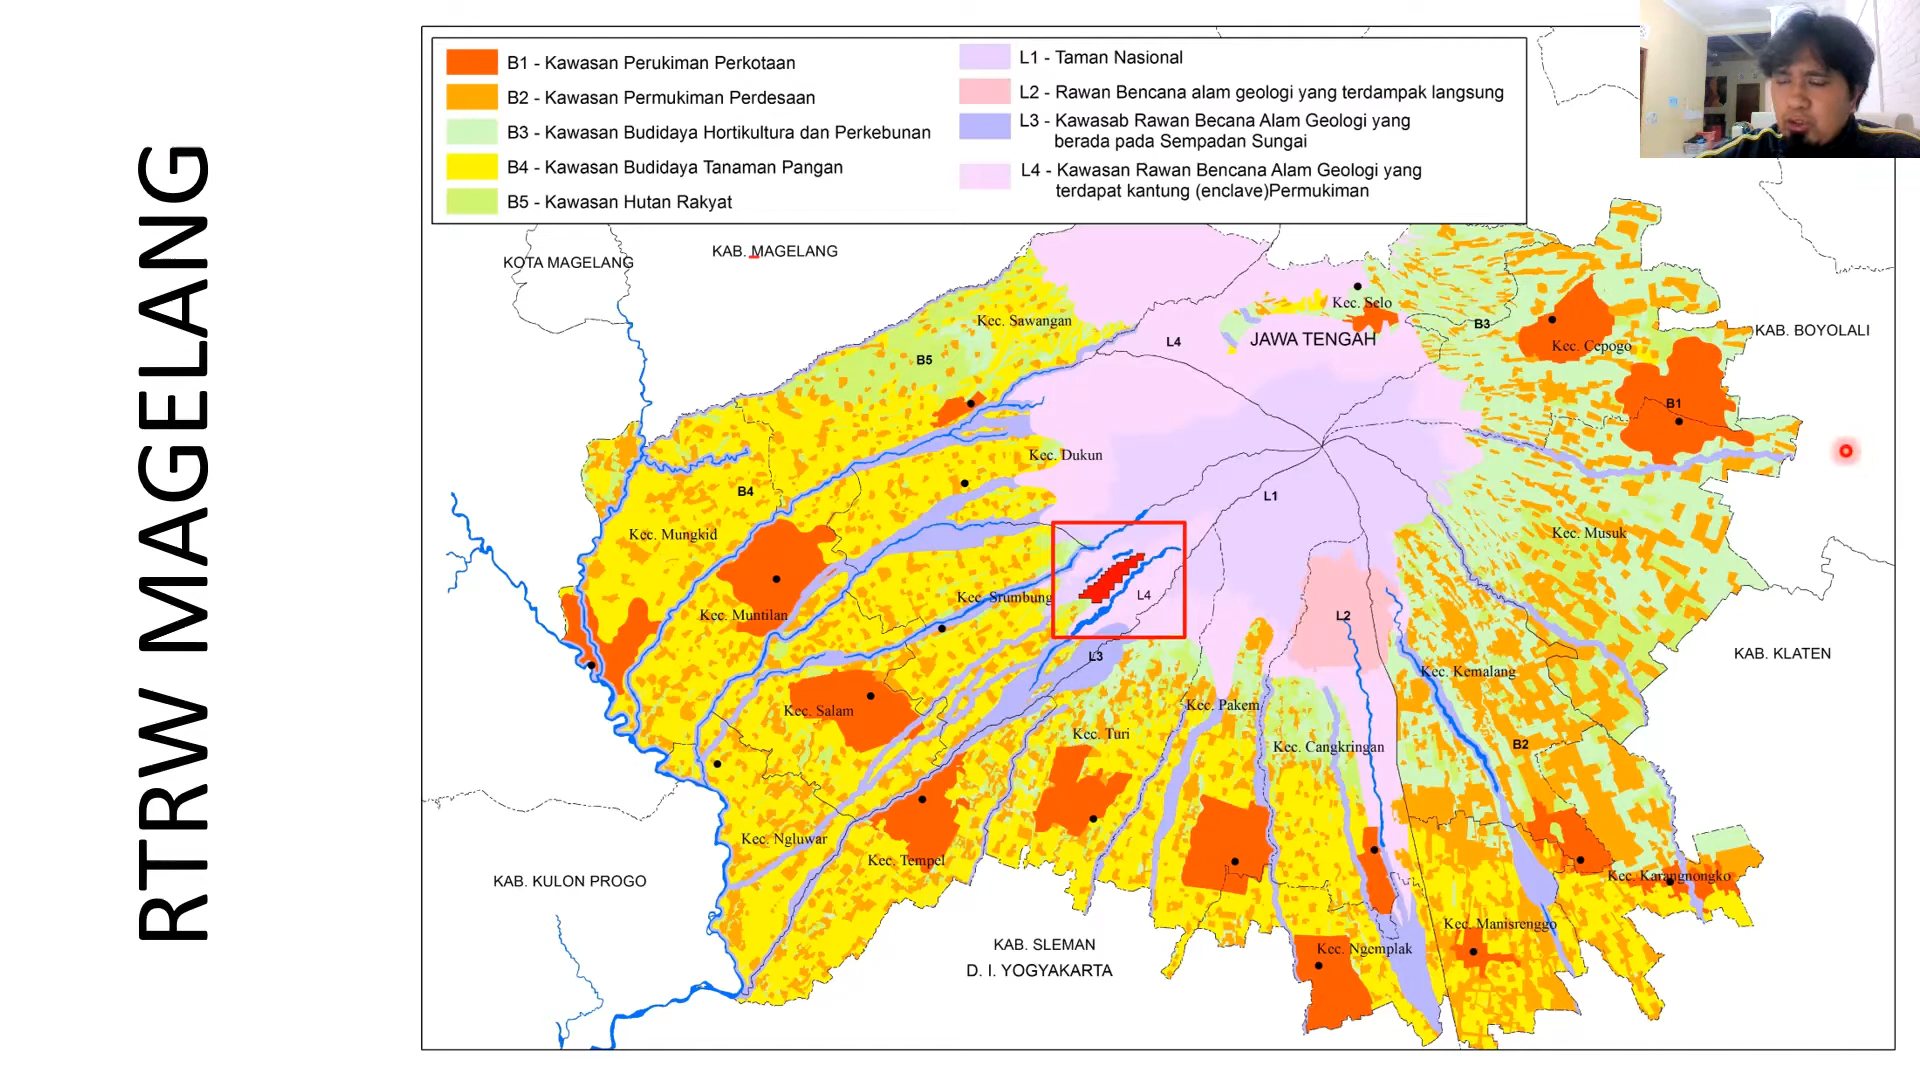 RTRW MAGELANG
B1 - Kawasan Perukiman Perkotaan
B2 - Kawasan Permukiman Perdesaan
B3 - Kawasan Budidaya Hortikultura dan Perkebunan
B4 - Kawasan Budidaya Tanaman Pangan
B5 - Kawasan Hutan Rakyat
L1 - Taman Nasional
L2 - Rawan Bencana alam geologi yang terdampak langsung
L3 - Kawasab Rawan Becana Alam Geologi yang
berada pada Sempadan Sungai
L4 - Kawasan Rawan Bencana Alam Geologi yang
terdapat kantung (enclave)Permukiman
KOTA MAGELANG
KAB. MAGELANG
Kec. Sawangan
Kec. Selo
B3
KAB. BOYOLALI
JAWA TENGAH
L4
Kec. Cepogo
B5
B1
Kec. Dukun
B4
L1
Kec. Mungkid
Kec. Musuk
Kec. Srumbung
L4
Kec. Muntilan
L2
L3
KAB. KLATEN
Kec. Kemalang
Kec. Salam
Kec. Pakem
Kec. Turi
Kec. Cangkringan
B2
Kec. Ngluwar
Kec. Tempel
KAB. KULON PROGO
Kec. Karangnongko
Kec. Manisrenggo
KAB. SLEMAN
Kec. Ngemplak
D. I. YOGYAKARTA